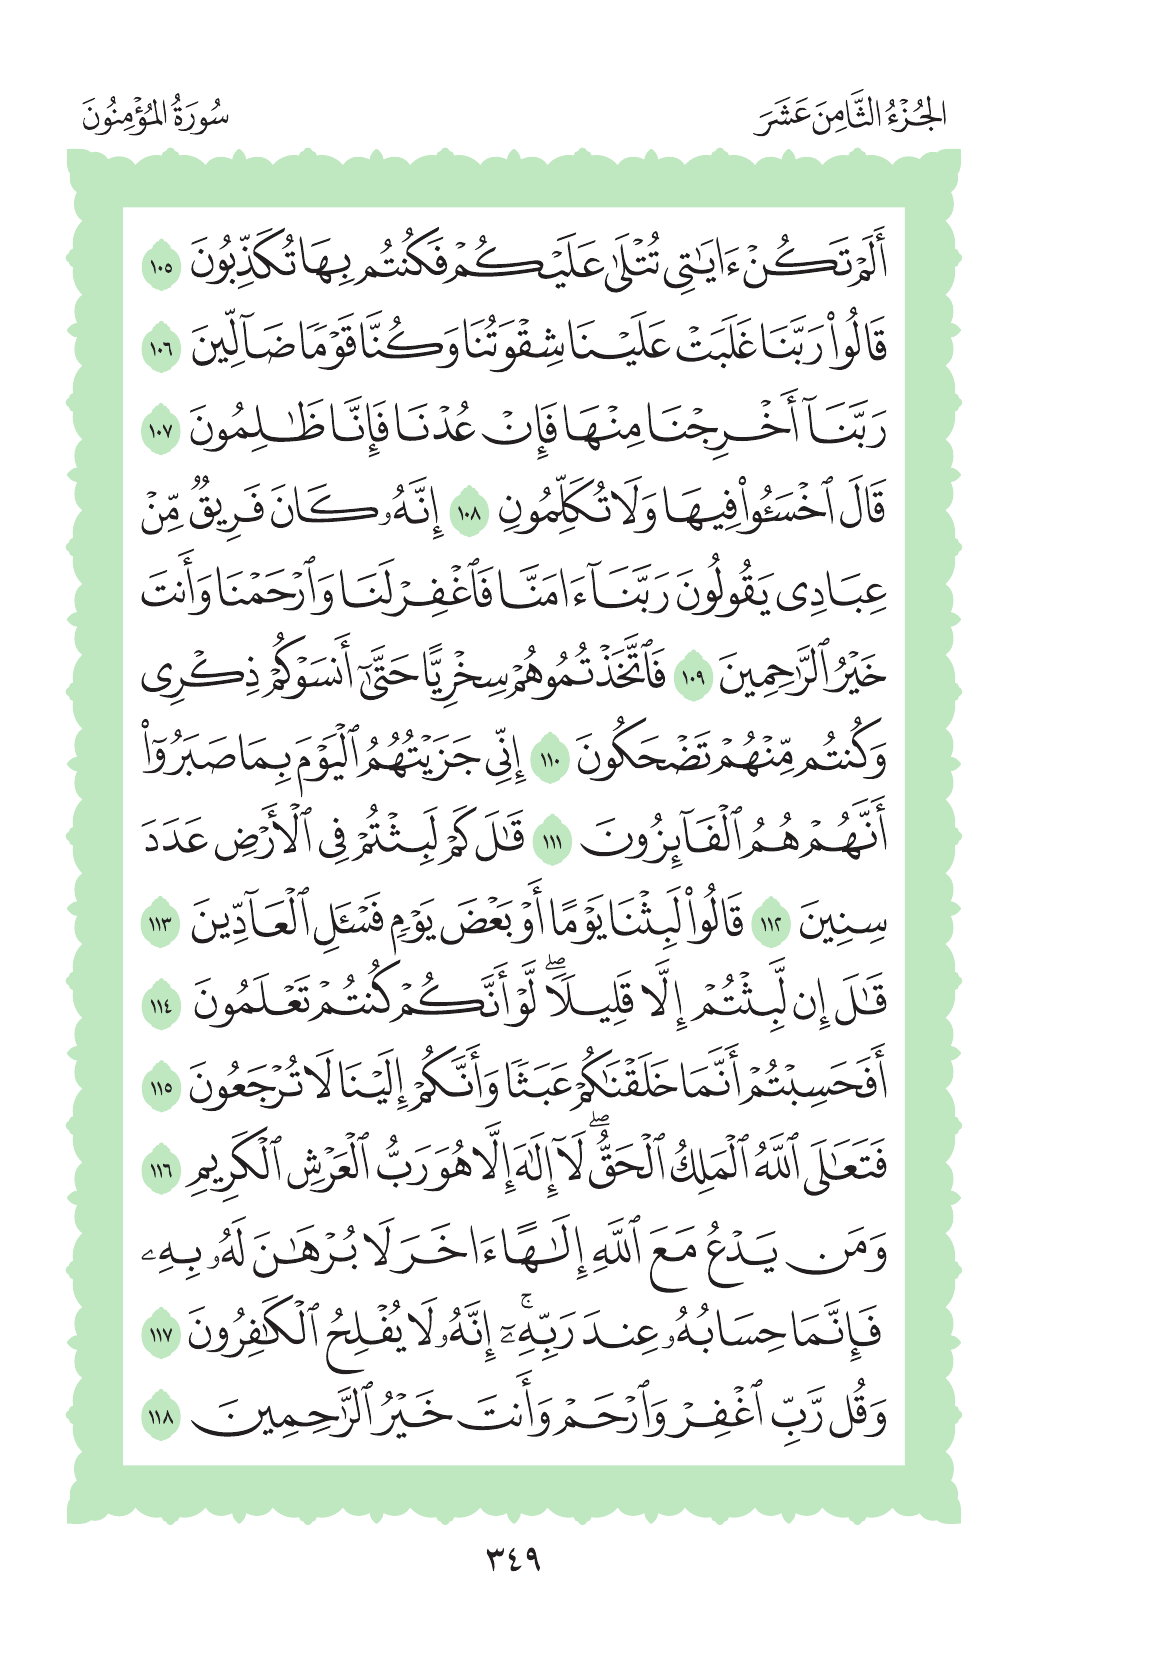 الجُزْءُ الثَّامِنَ عَشَرَ
سُورَةُ المُؤْمِنُونَ
أَلَمْ تَكُنْ ءَايَٰتِى تُتْلَىٰ عَلَيْكُمْ فَكُنتُم بِهَا تُكَذِّبُونَ ١٠٥
قَالُوا۟ رَبَّنَا غَلَبَتْ عَلَيْنَا شِقْوَتُنَا وَكُنَّا قَوْمًا ضَآلِّينَ ١٠٦
رَبَّنَآ أَخْرِجْنَا مِنْهَا فَإِنْ عُدْنَا فَإِنَّا ظَٰلِمُونَ ١٠٧
قَالَ ٱخْسَـُٔوا۟ فِيهَا وَلَا تُكَلِّمُونِ ١٠٨ إِنَّهُۥ كَانَ فَرِيقٌ مِّنْ
عِبَادِى يَقُولُونَ رَبَّنَآ ءَامَنَّا فَٱغْفِرْ لَنَا وَٱرْحَمْنَا وَأَنتَ
خَيْرُ ٱلرَّٰحِمِينَ ١٠٩ فَٱتَّخَذْتُمُوهُمْ سِخْرِيًّا حَتَّىٰٓ أَنسَوْكُمْ ذِكْرِى
وَكُنتُم مِّنْهُمْ تَضْحَكُونَ ١١٠ إِنِّى جَزَيْتُهُمُ ٱلْيَوْمَ بِمَا صَبَرُوٓا۟
أَنَّهُمْ هُمُ ٱلْفَآئِزُونَ ١١١ قَٰلَ كَمْ لَبِثْتُمْ فِى ٱلْأَرْضِ عَدَدَ
سِنِينَ ١١٢ قَالُوا۟ لَبِثْنَا يَوْمًا أَوْ بَعْضَ يَوْمٍ فَسْـَٔلِ ٱلْعَآدِّينَ ١١٣
قَٰلَ إِن لَّبِثْتُمْ إِلَّا قَلِيلًا ۖ لَّوْ أَنَّكُمْ كُنتُمْ تَعْلَمُونَ ١١٤
أَفَحَسِبْتُمْ أَنَّمَا خَلَقْنَٰكُمْ عَبَثًا وَأَنَّكُمْ إِلَيْنَا لَا تُرْجَعُونَ ١١٥
فَتَعَٰلَى ٱللَّهُ ٱلْمَلِكُ ٱلْحَقُّ ۖ لَآ إِلَٰهَ إِلَّا هُوَ رَبُّ ٱلْعَرْشِ ٱلْكَرِيمِ ١١٦
وَمَن يَدْعُ مَعَ ٱللَّهِ إِلَٰهًا ءَاخَرَ لَا بُرْهَٰنَ لَهُۥ بِهِۦ
فَإِنَّمَا حِسَابُهُۥ عِندَ رَبِّهِۦٓ ۚ إِنَّهُۥ لَا يُفْلِحُ ٱلْكَٰفِرُونَ ١١٧
وَقُل رَّبِّ ٱغْفِرْ وَٱرْحَمْ وَأَنتَ خَيْرُ ٱلرَّٰحِمِينَ ١١٨
٣٤٩